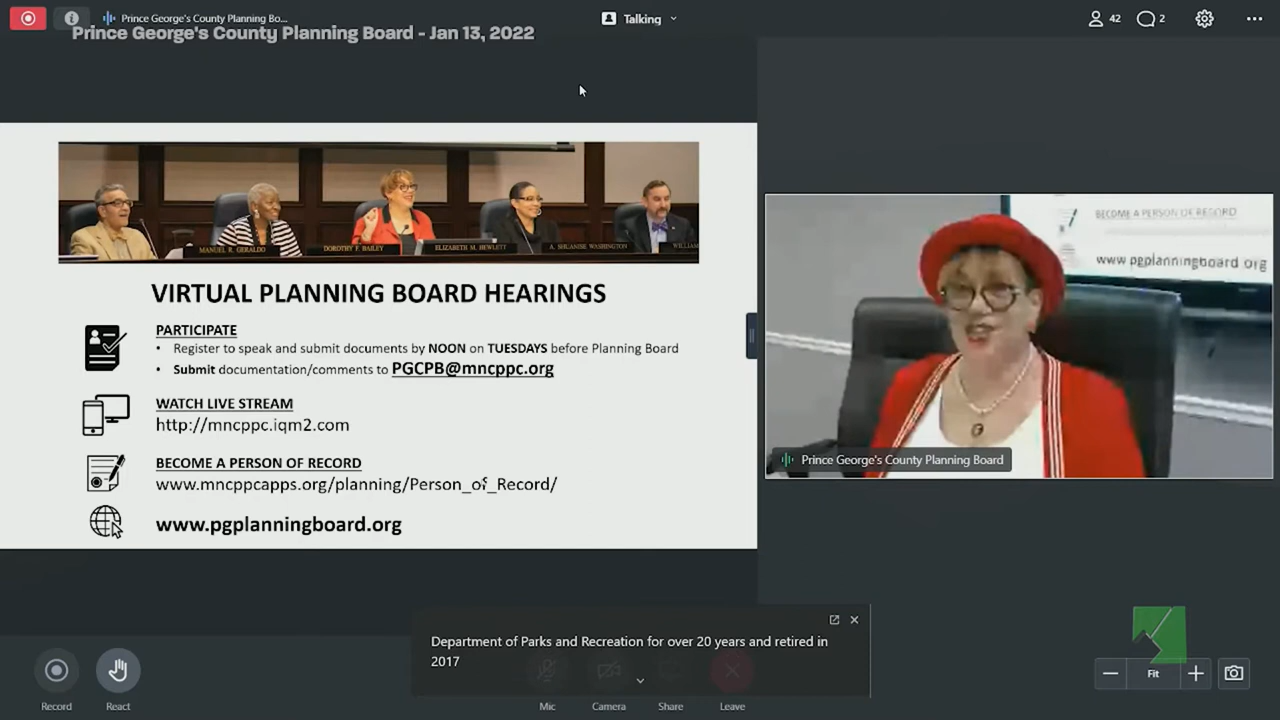 Prince George's County Planning Bo...
Talking
42
2
Prince George's County Planning Board - Jan 13, 2022
MANUEL R. GERALDO
DOROTHY F. BAILEY
ELIZABETH M. HEWLETT
A. SHUANISE WASHINGTON
WILLIAM
VIRTUAL PLANNING BOARD HEARINGS
PARTICIPATE
• Register to speak and submit documents by NOON on TUESDAYS before Planning Board
• Submit documentation/comments to PGCPB@mncppc.org
WATCH LIVE STREAM
http://mncppc.iqm2.com
BECOME A PERSON OF RECORD
www.mncppcapps.org/planning/Person_of_Record/
www.pgplanningboard.org
BECOME A PERSON OF RECORD
www.pgplanningboard.org
Prince George's County Planning Board
Department of Parks and Recreation for over 20 years and retired in
2017
Record
React
Mic
Camera
Share
Leave
Fit